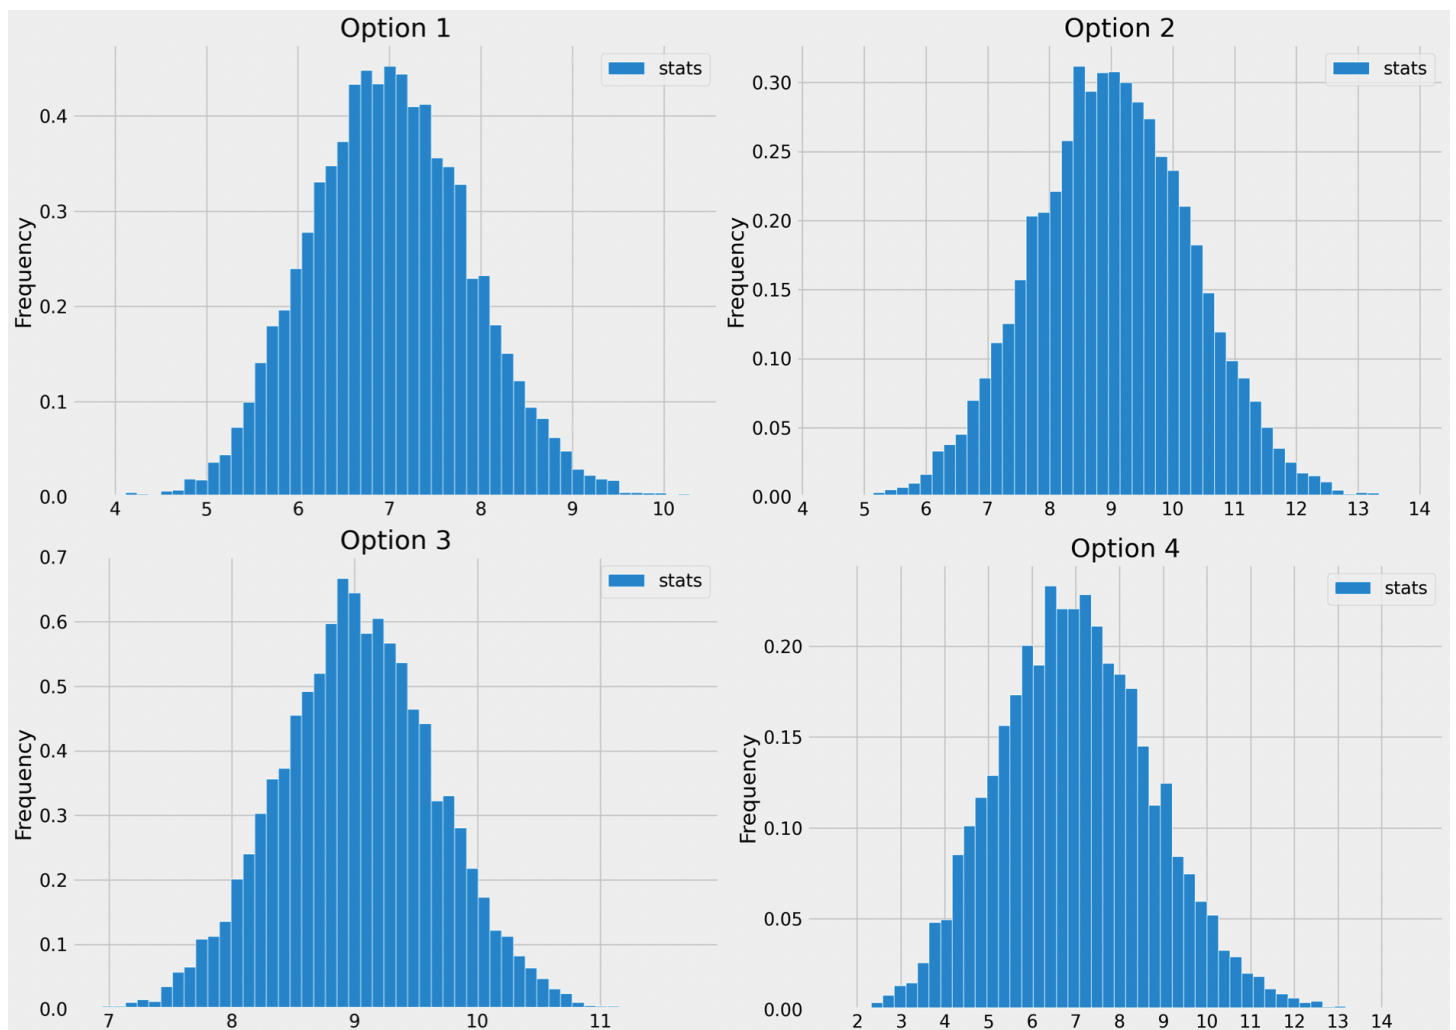 Option 1
stats
Frequency
0.4
0.3
0.2
0.1
0.0
4 5 6 7 8 9 10
Option 2
stats
Frequency
0.30
0.25
0.20
0.15
0.10
0.05
0.00
4 5 6 7 8 9 10 11 12 13 14
Option 3
stats
Frequency
0.7
0.6
0.5
0.4
0.3
0.2
0.1
0.0
7 8 9 10 11
Option 4
stats
Frequency
0.20
0.15
0.10
0.05
0.00
2 3 4 5 6 7 8 9 10 11 12 13 14